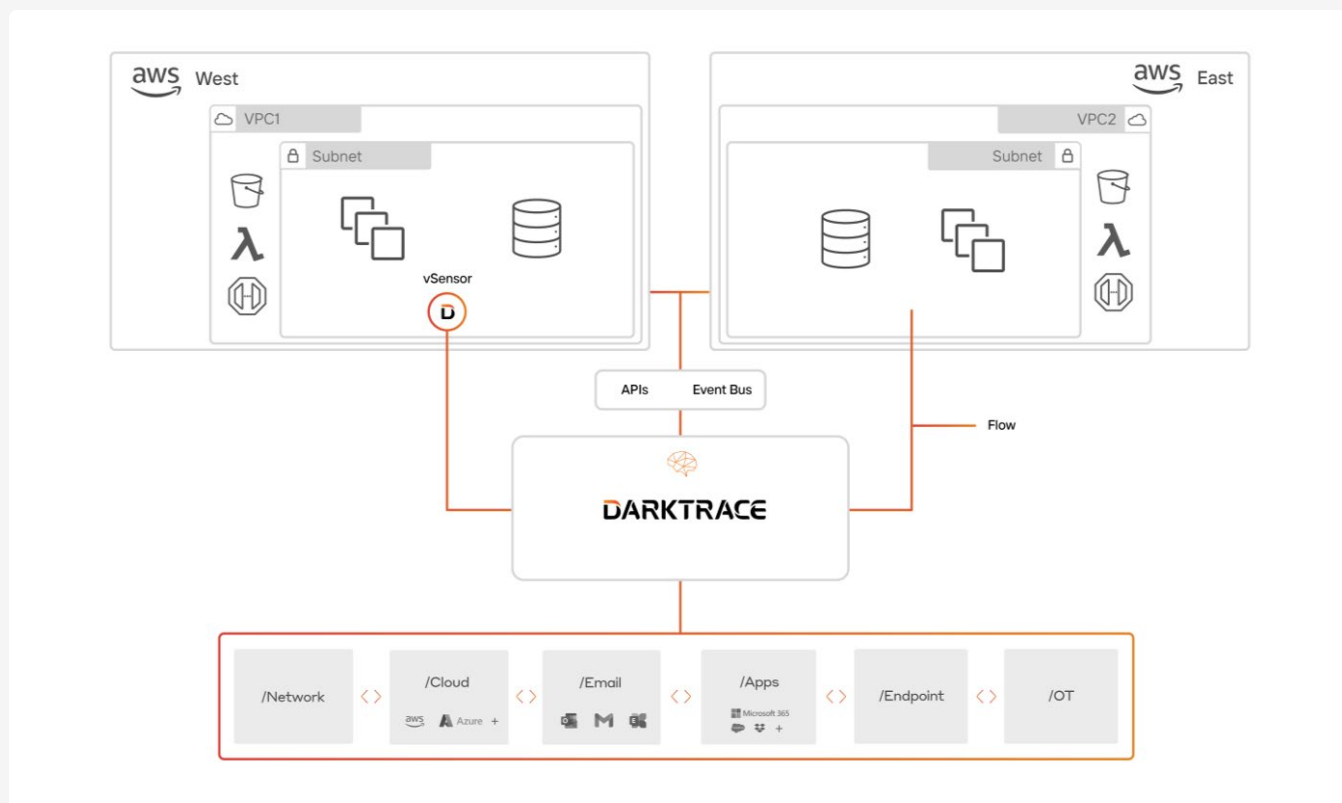 aws West
aws East
VPC1
VPC2
Subnet
Subnet
vSensor
D
APIs
Event Bus
Flow
DARKTRACE
/Network
/Cloud
aws Azure +
/Email
/Apps
Microsoft 365
+
/Endpoint
/OT